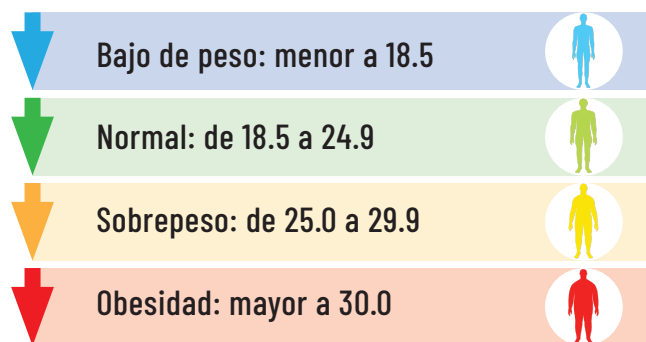 Bajo de peso: menor a 18.5
Normal: de 18.5 a 24.9
Sobrepeso: de 25.0 a 29.9
Obesidad: mayor a 30.0